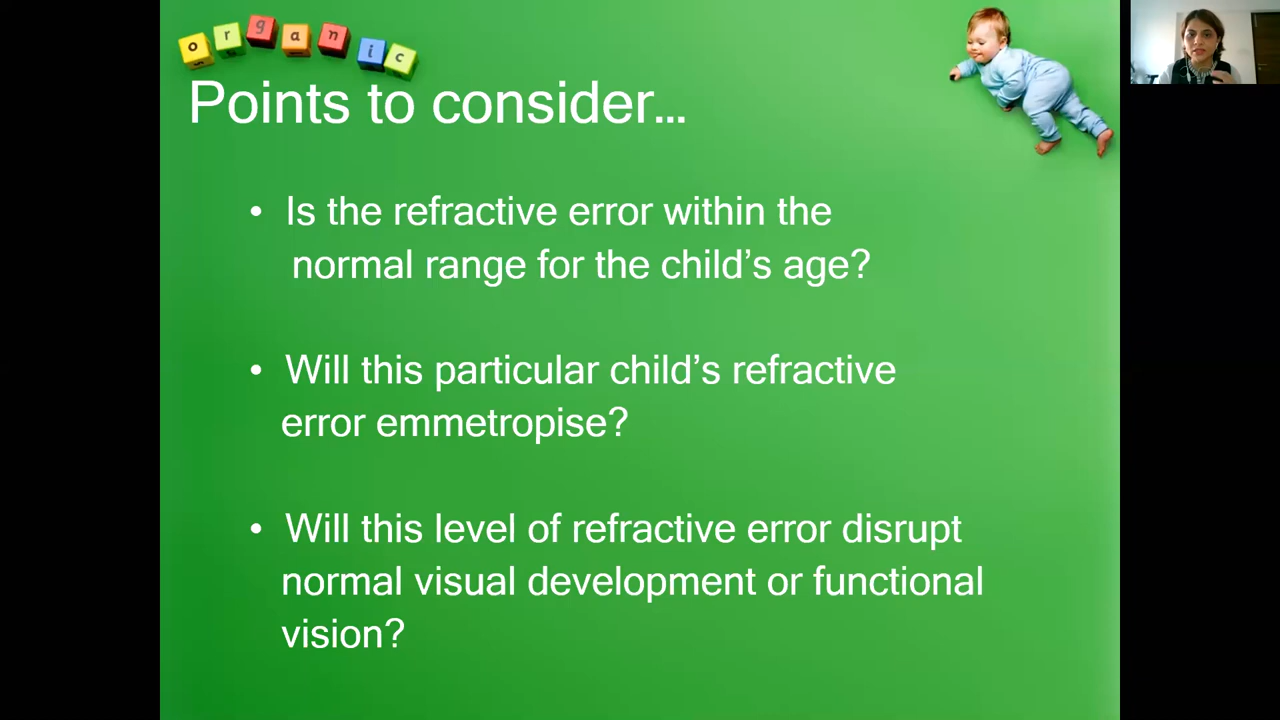 organic
Points to consider…
• Is the refractive error within the
normal range for the child’s age?
• Will this particular child’s refractive
error emmetropise?
• Will this level of refractive error disrupt
normal visual development or functional
vision?